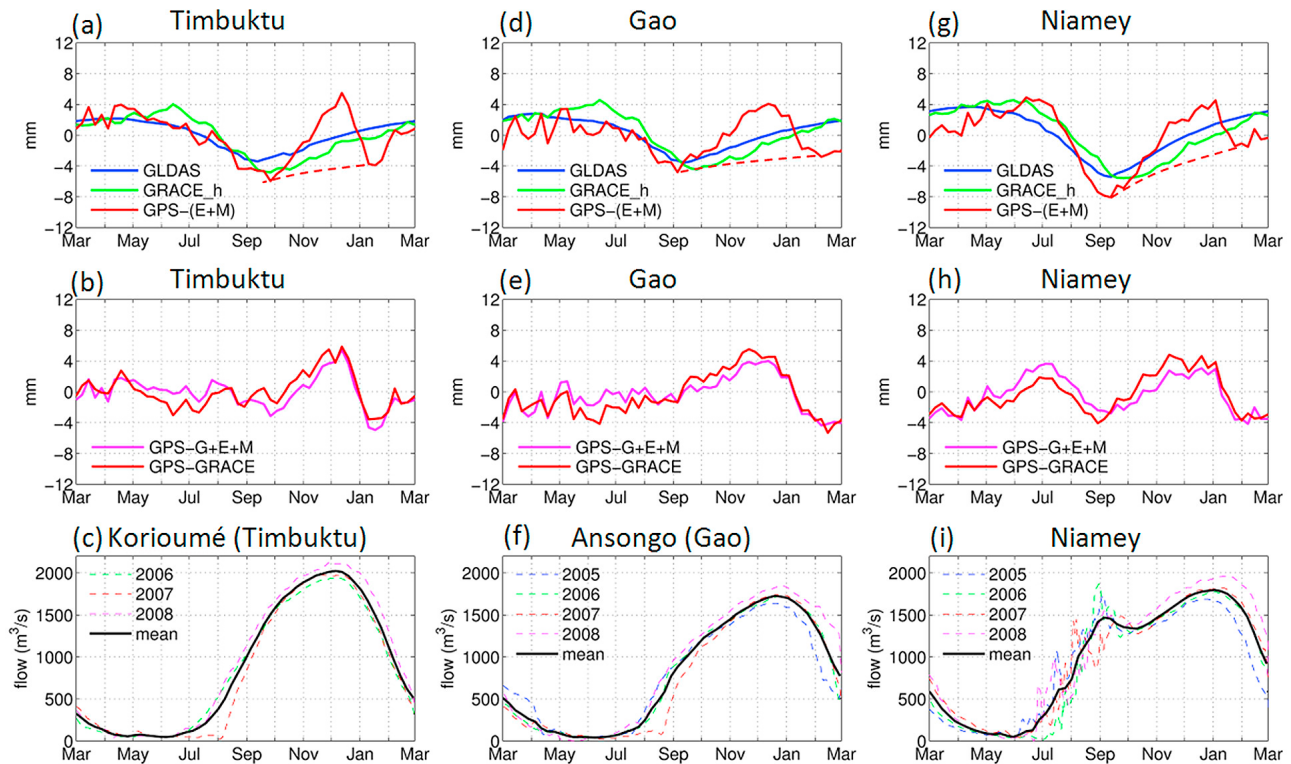 (a) Timbuktu
12
8
4
0
−4
−8
−12
mm
GLDAS
GRACE_h
GPS−(E+M)
Mar May Jul Sep Nov Jan Mar
(d) Gao
12
8
4
0
−4
−8
−12
mm
GLDAS
GRACE_h
GPS−(E+M)
Mar May Jul Sep Nov Jan Mar
(g) Niamey
12
8
4
0
−4
−8
−12
mm
GLDAS
GRACE_h
GPS−(E+M)
Mar May Jul Sep Nov Jan Mar
(b) Timbuktu
12
8
4
0
−4
−8
−12
mm
GPS−G+E+M
GPS−GRACE
Mar May Jul Sep Nov Jan Mar
(e) Gao
12
8
4
0
−4
−8
−12
mm
GPS−G+E+M
GPS−GRACE
Mar May Jul Sep Nov Jan Mar
(h) Niamey
12
8
4
0
−4
−8
−12
mm
GPS−G+E+M
GPS−GRACE
Mar May Jul Sep Nov Jan Mar
(c) Korioumé (Timbuktu)
2000
1500
1000
500
0
flow (m³/s)
2006
2007
2008
mean
Mar May Jul Sep Nov Jan Mar
(f) Ansongo (Gao)
2000
1500
1000
500
0
flow (m³/s)
2005
2006
2007
2008
mean
Mar May Jul Sep Nov Jan Mar
(i) Niamey
2000
1500
1000
500
0
flow (m³/s)
2005
2006
2007
2008
mean
Mar May Jul Sep Nov Jan Mar